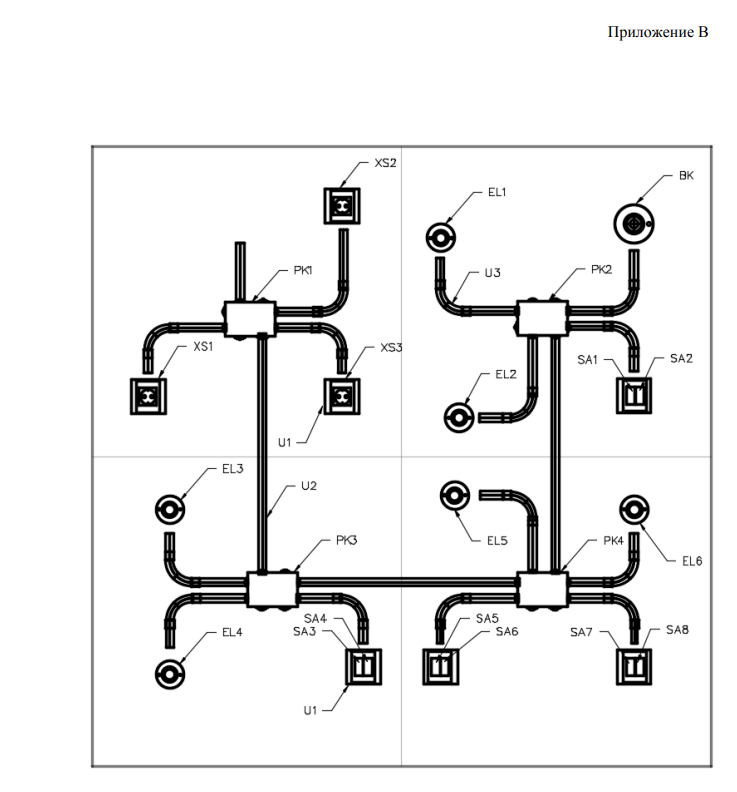 Приложение В
XS2
BK
EL1
PK1
U3
PK2
XS1
XS3
SA1
SA2
EL2
U1
EL3
U2
PK3
EL5
PK4
EL6
SA4
SA3
EL4
SA5
SA6
SA7
SA8
U1